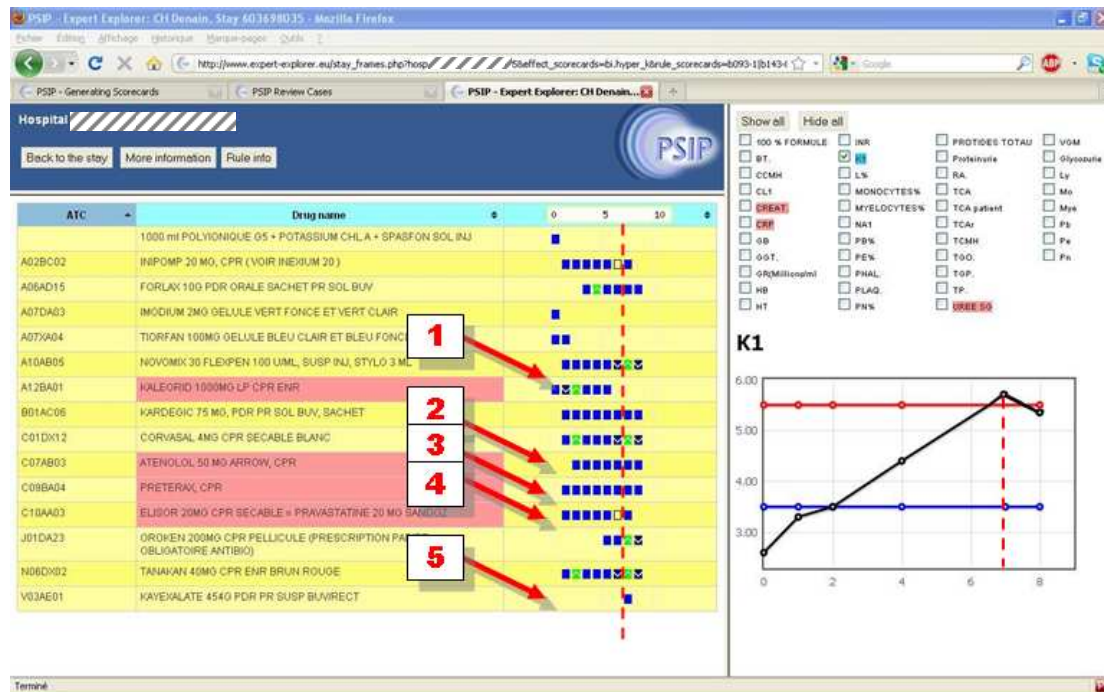 PSIP - Expert Explorer: CH Denain, Stay 603698035 - Mozilla Firefox
Fichier Edition Affichage Historique Marque-pages Outils ?
http://www.expert-explorer.eu/stay_frames.php?hosp
Google
ABP
PSIP - Generating Scorecards
PSIP Review Cases
PSIP - Expert Explorer: CH Denain...
Hospital
PSIP
Back to the stay
More information
Rule info
ATC
Drug name
0 5 10
1000 ml POLYIONIQUE G5 + POTASSIUM CHL A + SPASFON SOL INJ
A02BC02 INIPOMP 20 MG, CPR ( VOIR INEXIUM 20 )
A06AD15 FORLAX 10G PDR ORALE SACHET PR SOL BUV
A07DA03 IMODIUM 2MG GELULE VERT FONCE ET VERT CLAIR
A07XA04 TIORFAN 100MG GELULE BLEU CLAIR ET BLEU FONCE
A10AB05 NOVOMIX 30 FLEXPEN 100 U/ML, SUSP INJ, STYLO 3 ML
A12BA01 KALEORID 1000MG LP CPR ENR
B01AC06 KARDEGIC 75 MG, PDR PR SOL BUV, SACHET
C01DX12 CORVASAL 4MG CPR SECABLE BLANC
C07AB03 ATENOLOL 50 MG ARROW, CPR
C09BA04 PRETERAX, CPR
C10AA03 ELISOR 20MG CPR SECABLE = PRAVASTATINE 20 MG
J01DA23 OROKEN 200MG CPR PELLICULE (PRESCRIPTION
OBLIGATOIRE ANTIBIO)
N06DX02 TANAKAN 40MG CPR ENR BRUN ROUGE
V03AE01 KAYEXALATE 454G PDR PR SUSP BUV/RECT
1
2
3
4
5
Show all
Hide all
100 % FORMULE INR PROTIDES TOTAU VGM
BT. K1 Proteinurie Glycosurie
CCMH L% RA. Ly
CL1 MONOCYTES% TCA Mo
CREAT. MYELOCYTES% TCA patient Mye
CRP NA1 TCAr Pb
GB PB% TCMH Pe
GGT. PE% TGO. Pn
GR(Millions/ml PHAL. TGP.
HB PLAQ. TP.
HT PN% UREE SG
K1
6.00
5.00
4.00
3.00
0 2 4 6 8
Terminé